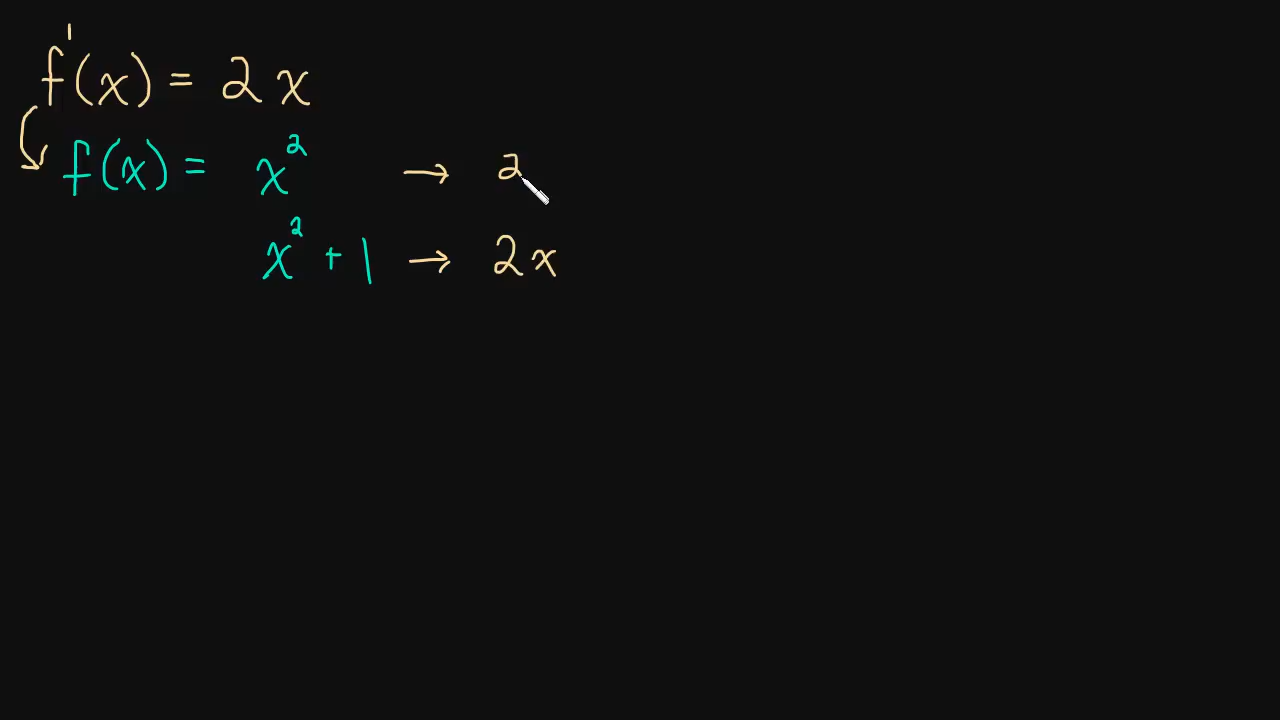 f'(x) = 2x
f(x) = x² → 2
x² + 1 → 2x